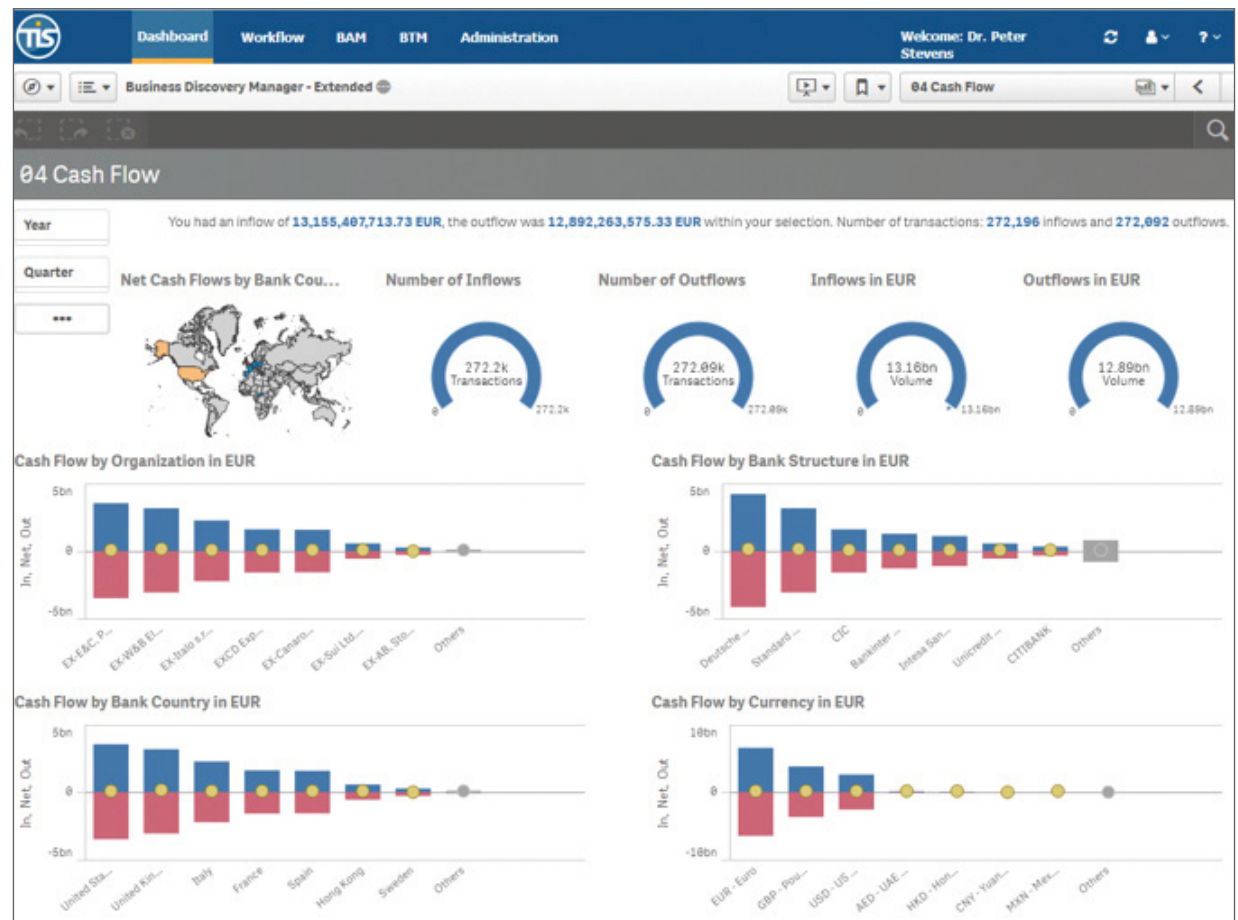 TIS
Dashboard Workflow BAM BTM Administration
Welcome: Dr. Peter
Stevens
?
Business Discovery Manager - Extended
04 Cash Flow
04 Cash Flow
Year
You had an inflow of 13,155,407,713.73 EUR, the outflow was 12,892,263,575.33 EUR within your selection. Number of transactions: 272,196 inflows and 272,092 outflows.
Quarter
•••
Net Cash Flows by Bank Cou...
Number of Inflows
Number of Outflows
Inflows in EUR
Outflows in EUR
272.2k
Transactions
0 272.2k
272.09k
Transactions
0 272.09k
13.16bn
Volume
0 13.16bn
12.89bn
Volume
0 12.89bn
Cash Flow by Organization in EUR
In, Net, Out
5bn
0
-5bn
EX-E&C, P...
EX-W&B El...
EX-Italo s.r...
EXCD Exp...
EX-Canaro...
EX-Sui Ltd...
EX-AB, Sto...
Others
Cash Flow by Bank Structure in EUR
In, Net, Out
5bn
0
-5bn
Deutsche ...
Standard ...
CIC
Bankinter ...
Intesa San...
Unicredit ...
CITIBANK
Others
Cash Flow by Bank Country in EUR
In, Net, Out
5bn
0
-5bn
United Sta...
United Kin...
Italy
France
Spain
Hong Kong
Sweden
Others
Cash Flow by Currency in EUR
In, Net, Out
10bn
0
-10bn
EUR - Euro
GBP - Pou...
USD - US ...
AED - UAE ...
HKD - Hon...
CNY - Yuan...
MXN - Mex...
Others